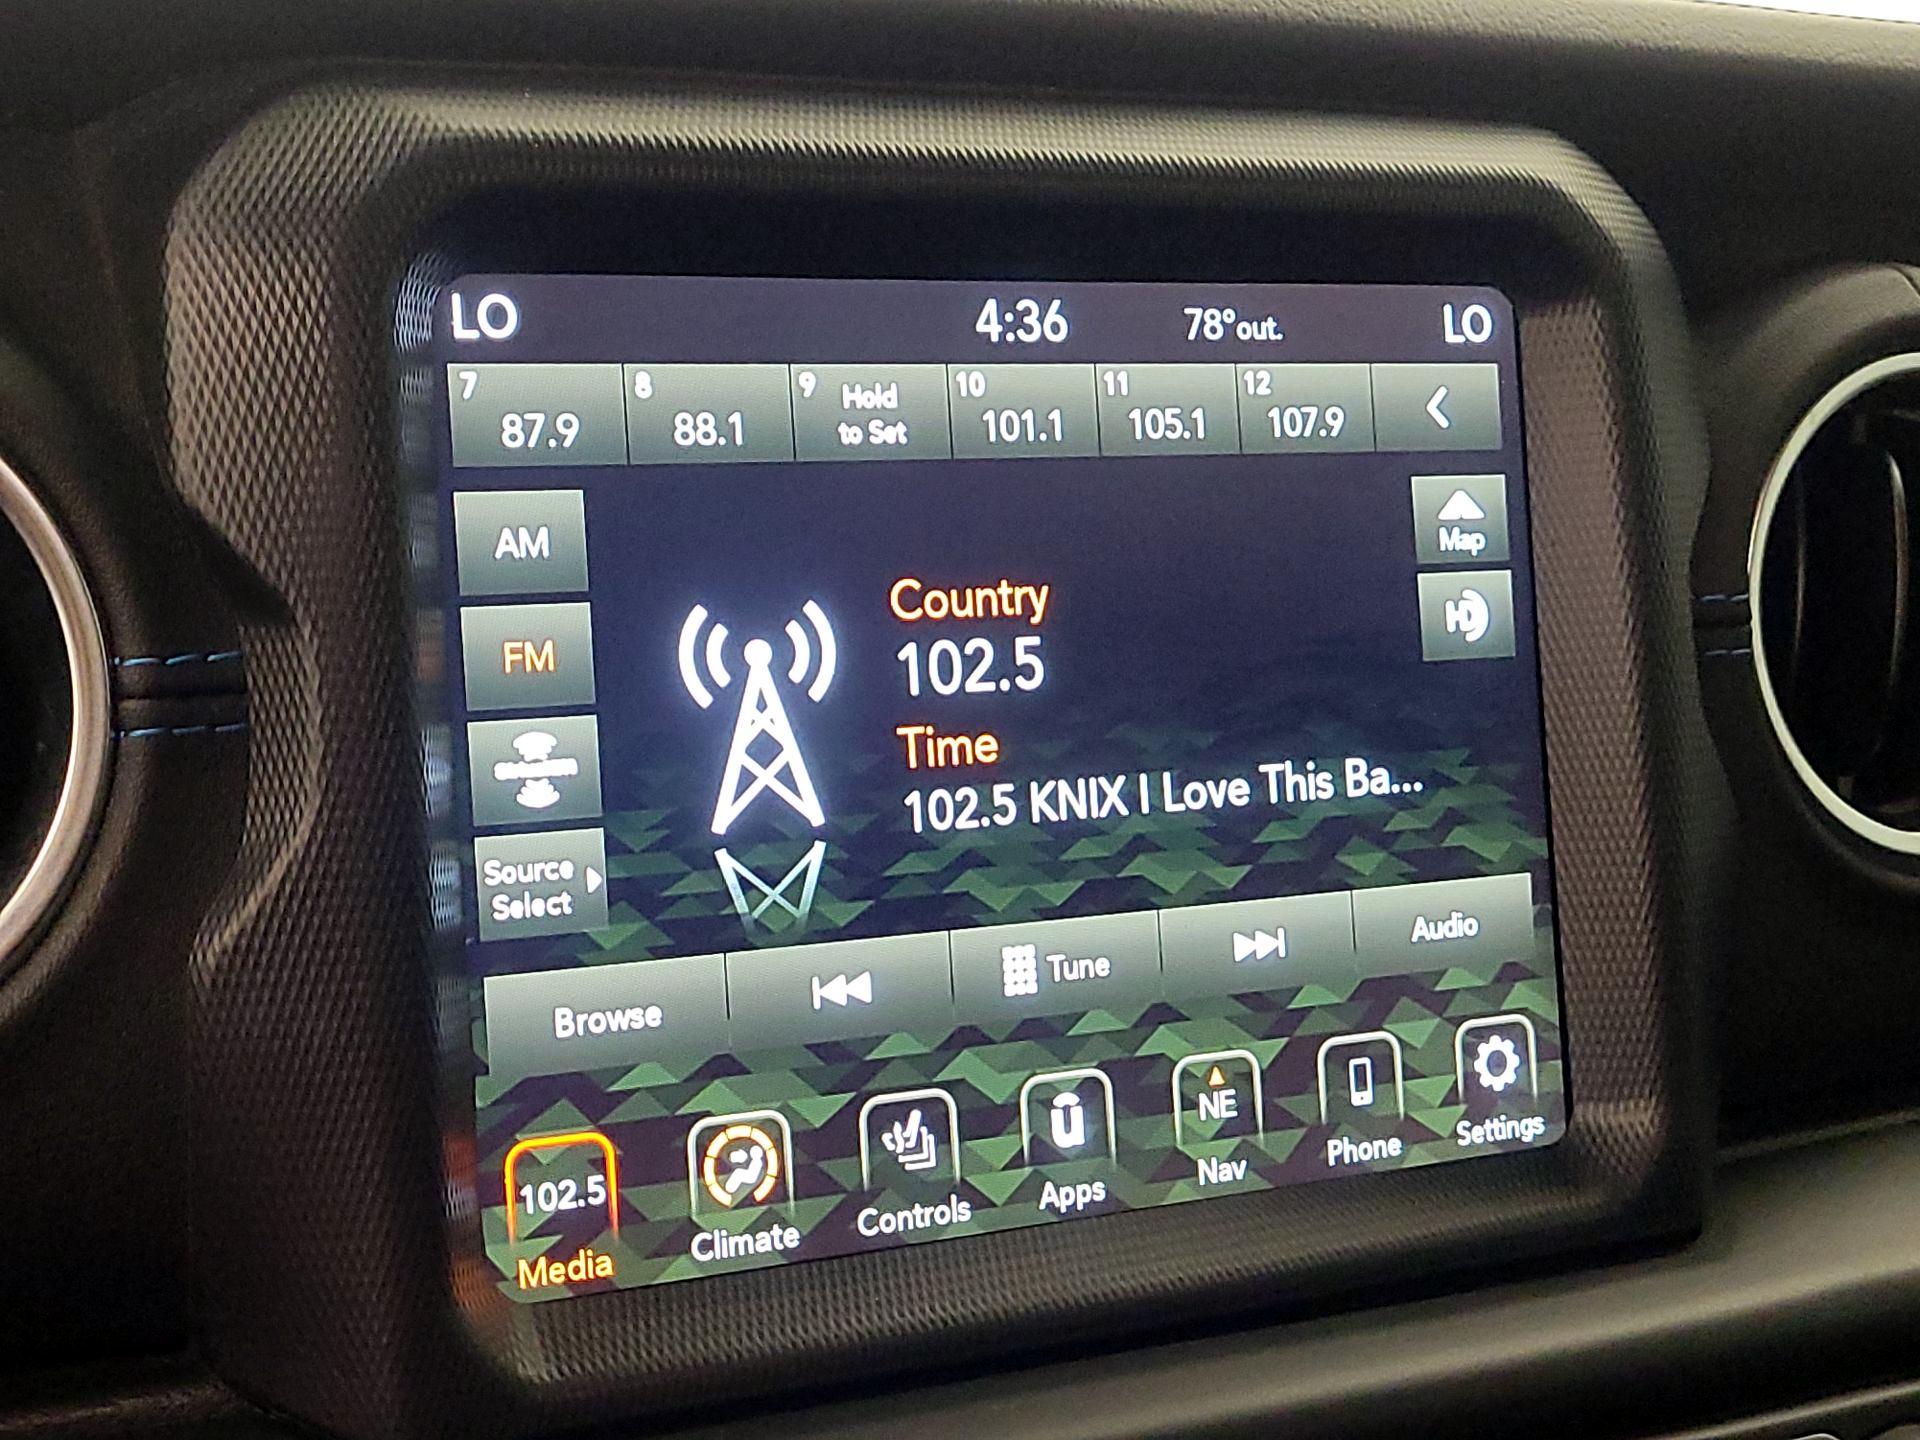 LO 4:36 78° out. LO
7 87.9 8 88.1 9 Hold to Set 10 101.1 11 105.1 12 107.9
AM
Map
HD
FM
Country
102.5
Time
102.5 KNIX I Love This Ba...
Source
Select
Browse Tune Audio
102.5 NE
Media Climate Controls Apps Nav Phone Settings